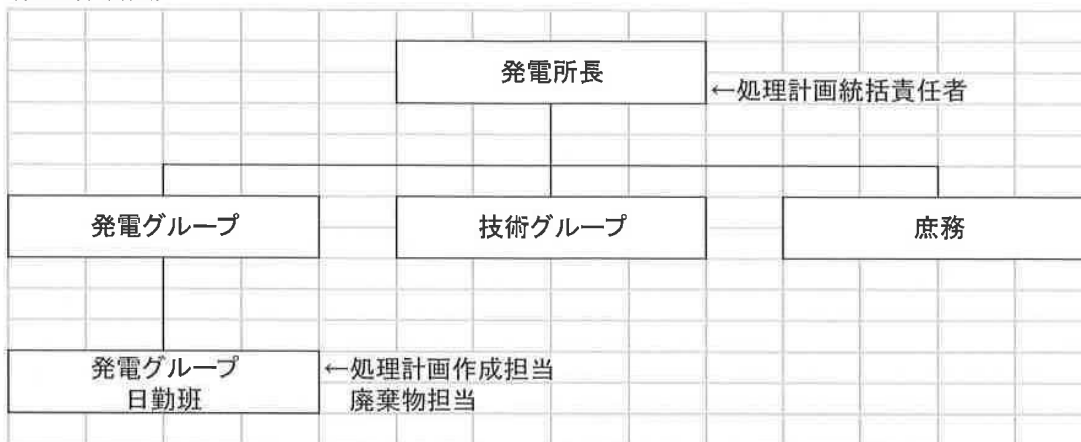 発電所長
←処理計画統括責任者
発電グループ
技術グループ
庶務
発電グループ
日勤班
←処理計画作成担当
廃棄物担当